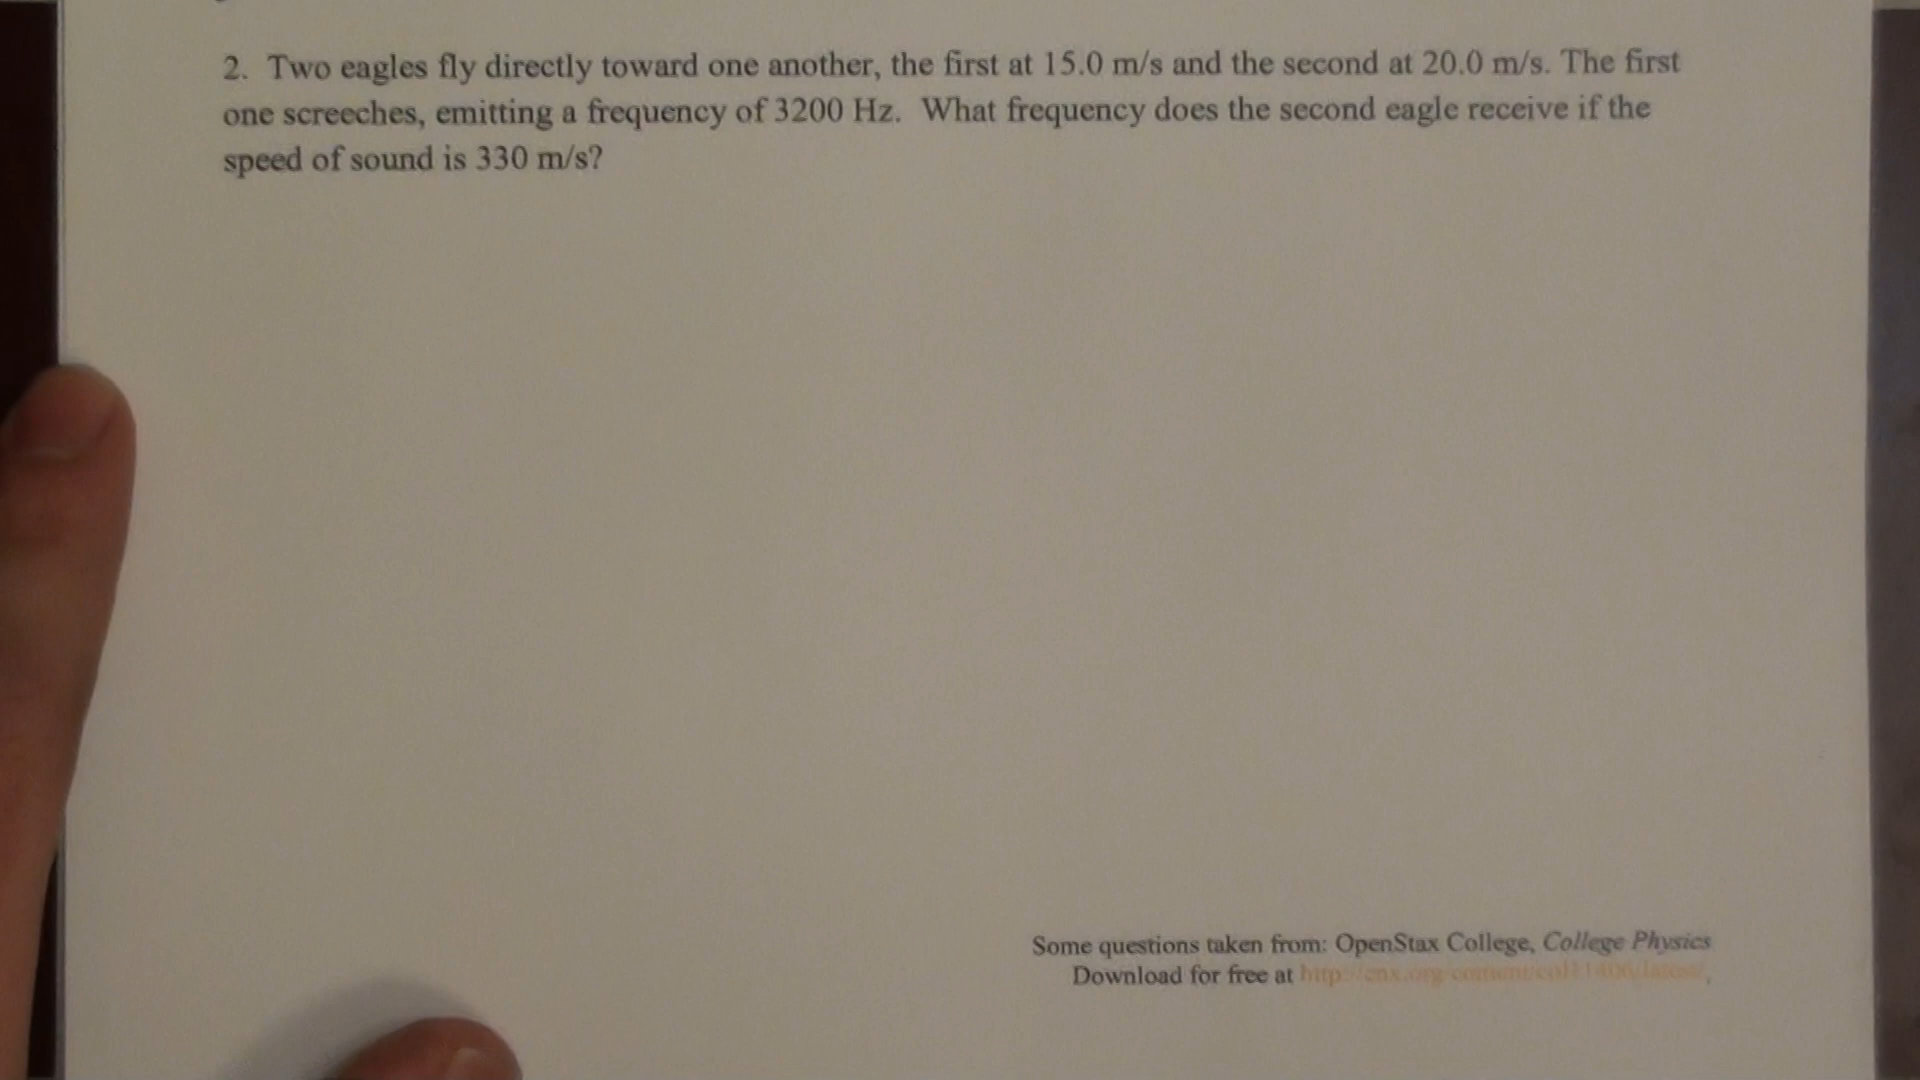 2. Two eagles fly directly toward one another, the first at 15.0 m/s and the second at 20.0 m/s. The first
one screeches, emitting a frequency of 3200 Hz. What frequency does the second eagle receive if the
speed of sound is 330 m/s?
Some questions taken from: OpenStax College, College Physics
Download for free at